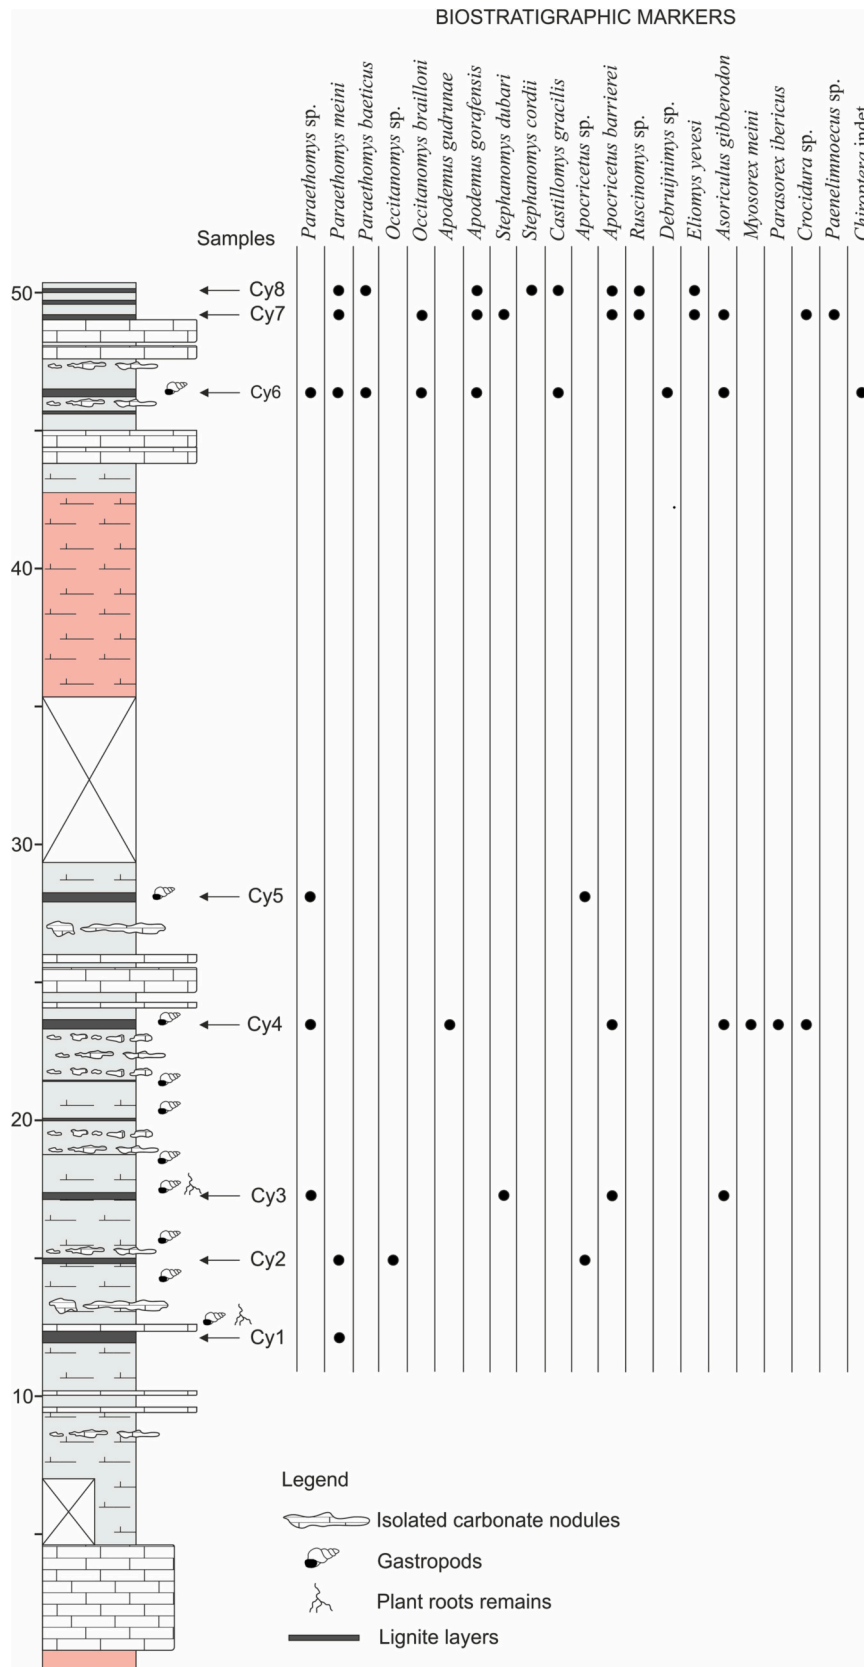 BIOSTRATIGRAPHIC MARKERS
Samples
Paraethomys sp.
Paraethomys meini
Paraethomys baeticus
Occitanomys sp.
Occitanomys brailloni
Apodemus gudrunae
Apodemus gorafensis
Stephanomys dubari
Stephanomys cordii
Castillomys gracilis
Apocricetus sp.
Apocricetus barrierei
Ruscinomys sp.
Debruijnimys sp.
Eliomys yevesi
Asoriculus gibberodon
Myosorex meini
Parasorex ibericus
Crocidura sp.
Paenelimnoecus sp.
Chiroptera indet.
50
Cy8
Cy7
Cy6
40
30
Cy5
Cy4
20
Cy3
Cy2
Cy1
10
Legend
Isolated carbonate nodules
Gastropods
Plant roots remains
Lignite layers